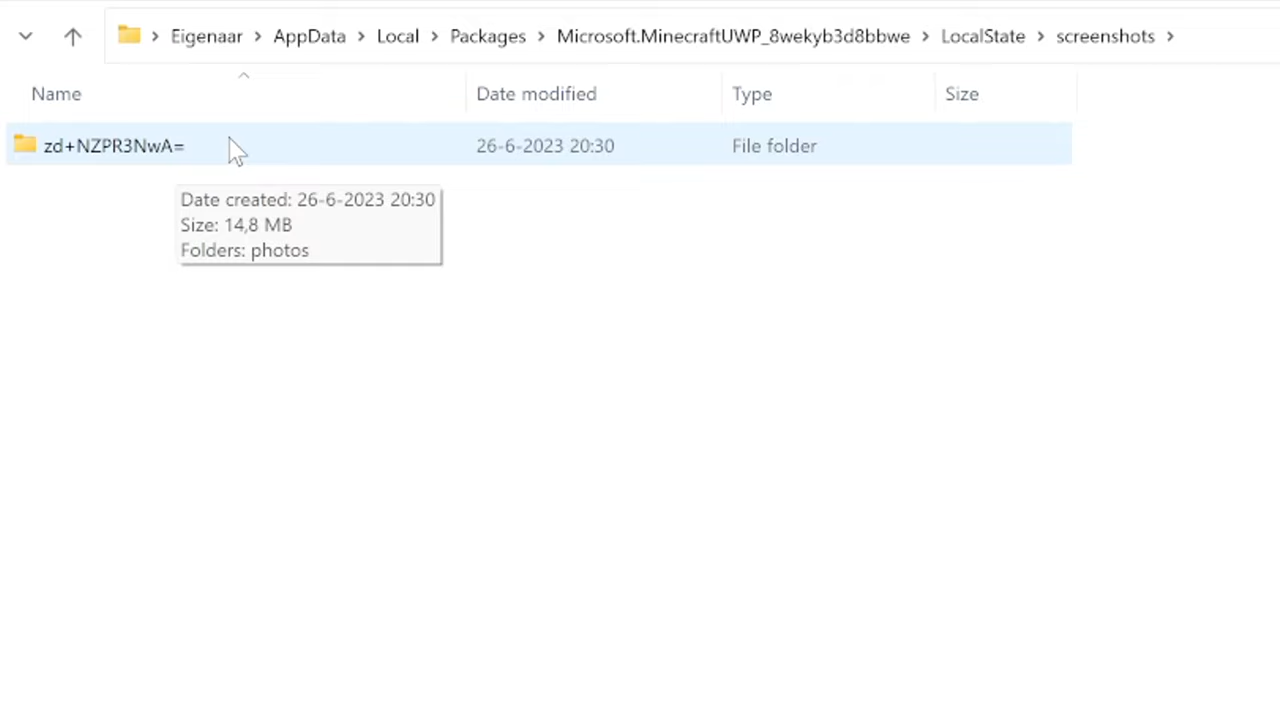 Eigenaar > AppData > Local > Packages > Microsoft.MinecraftUWP_8wekyb3d8bbwe > LocalState > screenshots >
Name Date modified Type Size
zd+NZPR3NwA= 26-6-2023 20:30 File folder
Date created: 26-6-2023 20:30
Size: 14,8 MB
Folders: photos